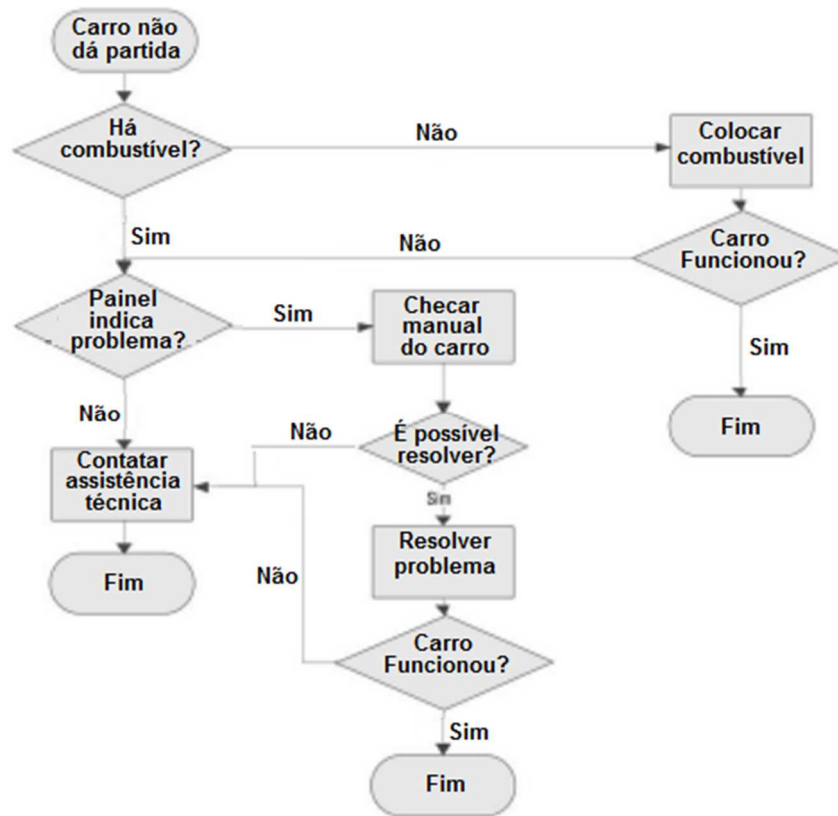 Carro não
dá partida
Há
combustível?
Não
Colocar
combustível
Sim
Não
Carro
Funcionou?
Painel
indica
problema?
Sim
Checar
manual
do carro
Sim
Fim
Não
Não
É possível
resolver?
Contatar
assistência
técnica
Sim
Resolver
problema
Fim
Não
Carro
Funcionou?
Sim
Fim